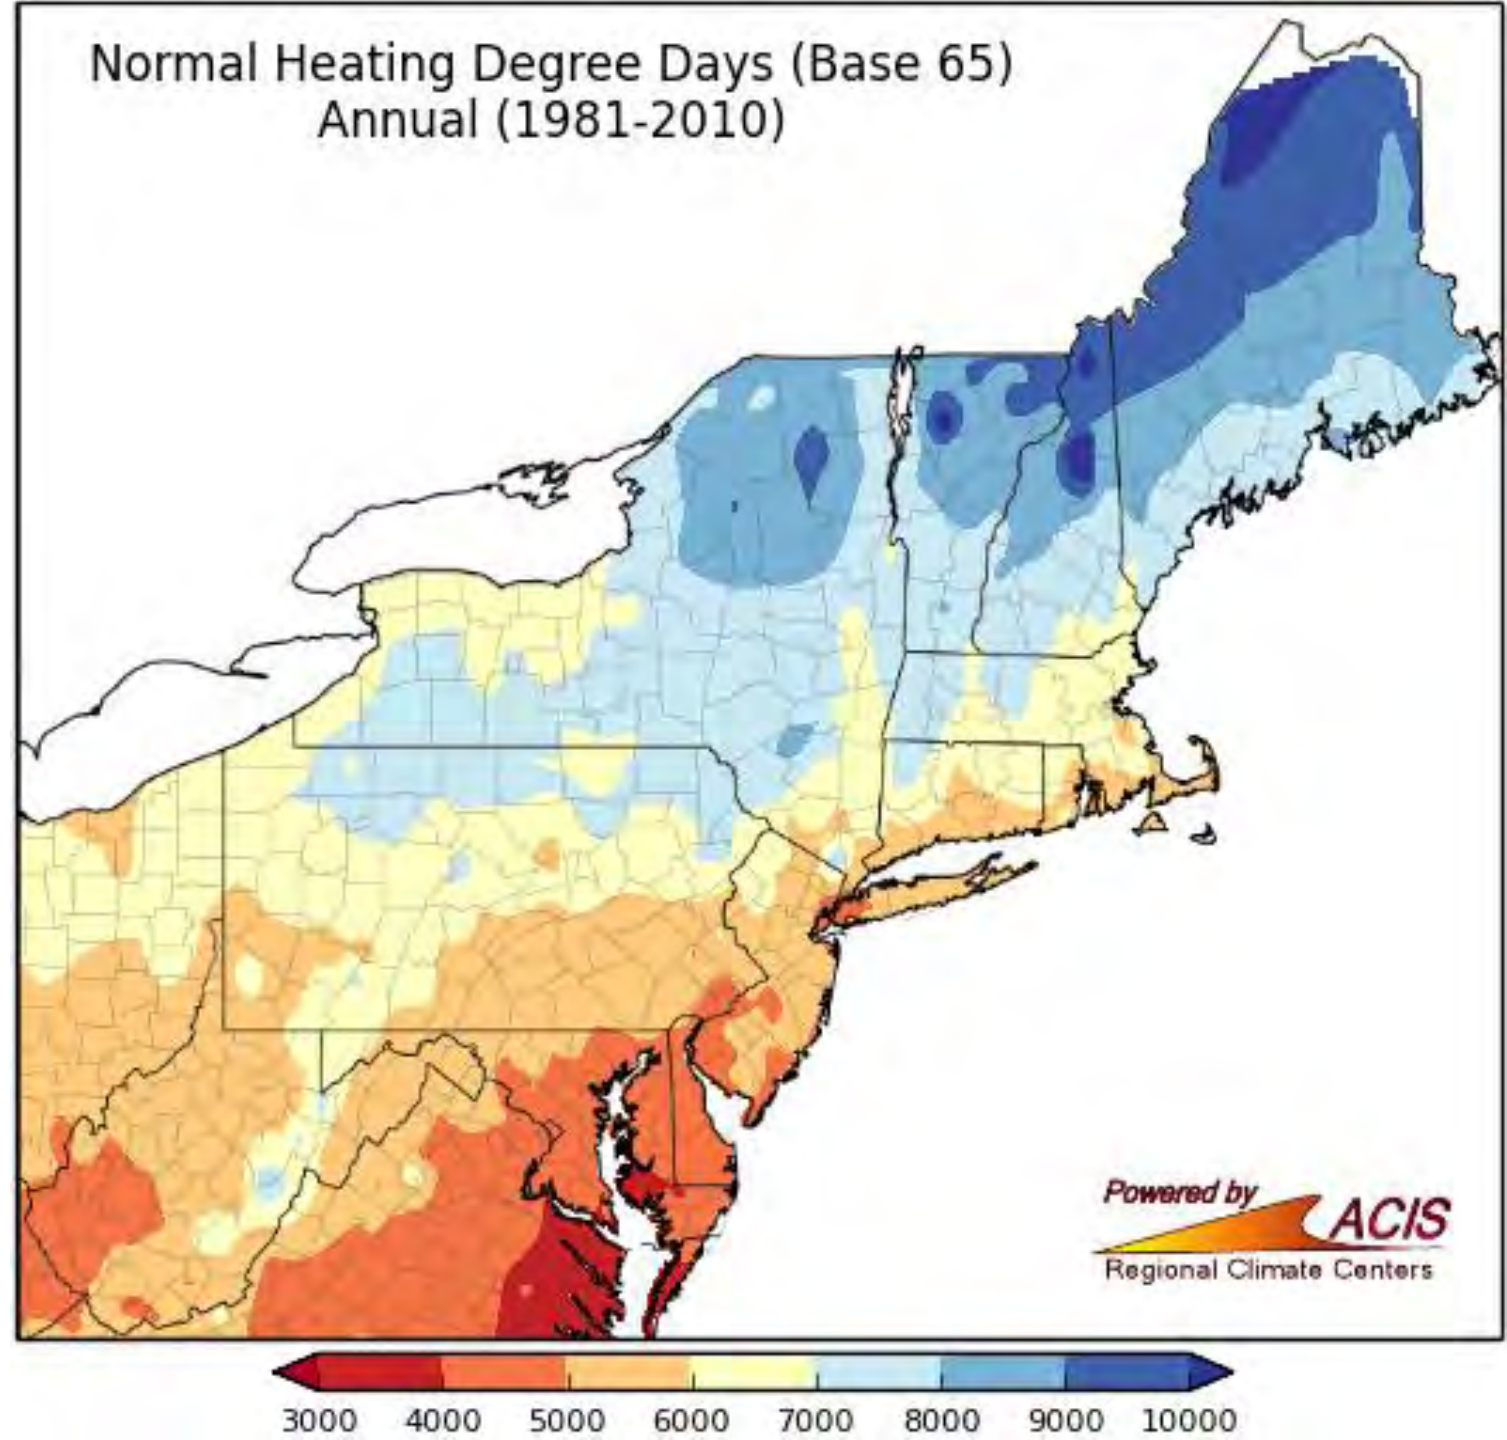 Normal Heating Degree Days (Base 65)
Annual (1981-2010)
Powered by
ACIS
Regional Climate Centers
3000 4000 5000 6000 7000 8000 9000 10000